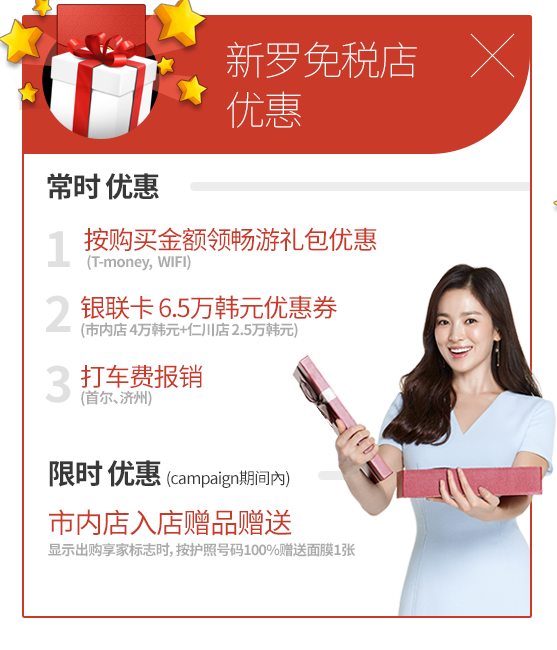 新罗免税店
优惠
常时 优惠
1 按购买金额领畅游礼包优惠
(T-money, WIFI)
2 银联卡 6.5万韩元优惠券
(市内店 4万韩元+仁川店 2.5万韩元)
3 打车费报销
(首尔、济州)
限时 优惠 (campaign期间內)
市内店入店赠品赠送
显示出购享家标志时, 按护照号码100%赠送面膜1张